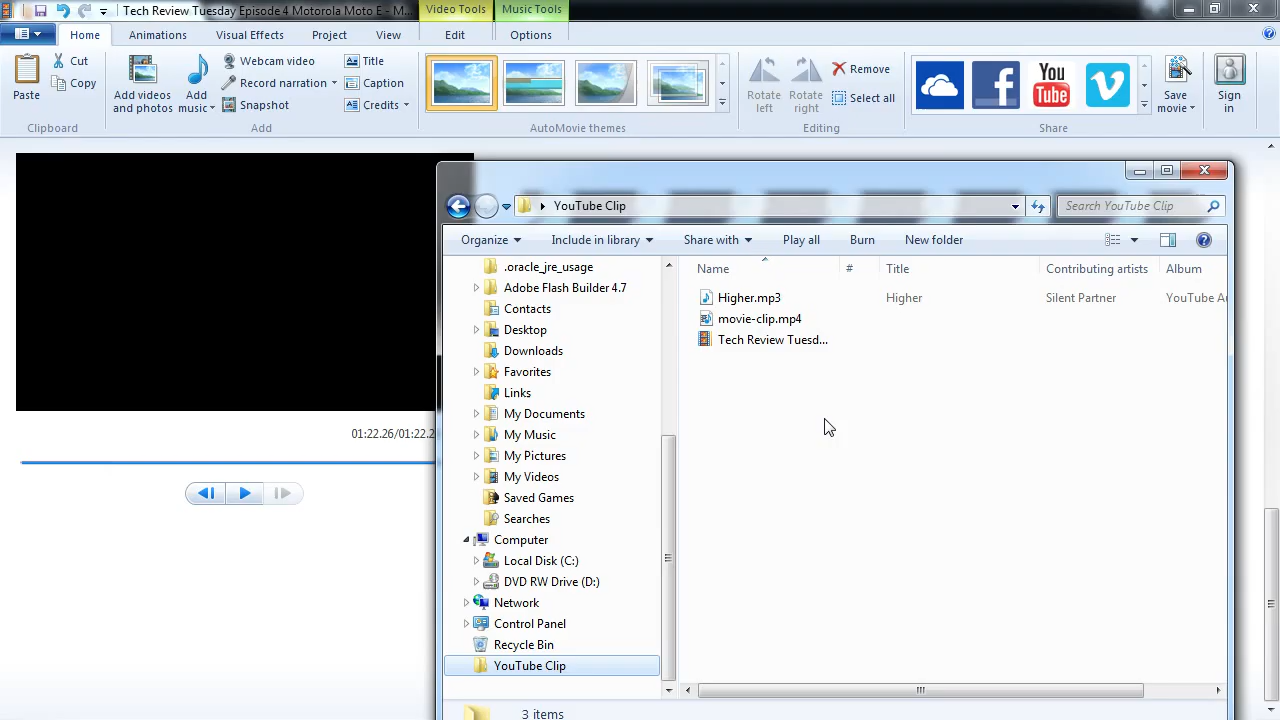 Tech Review Tuesday Episode 4 Motorola Moto E - M...
Video Tools
Music Tools
Home
Animations
Visual Effects
Project
View
Edit
Options
Paste
Cut
Copy
Clipboard
Add videos
and photos
Add
music
Webcam video
Record narration
Snapshot
Title
Caption
Credits
Add
AutoMovie themes
Rotate
left
Rotate
right
Remove
Select all
Editing
You
Tube
Share
Save
movie
Sign
in
01:22.26/01:22.2
YouTube Clip
Search YouTube Clip
Organize
Include in library
Share with
Play all
Burn
New folder
.oracle_jre_usage
Adobe Flash Builder 4.7
Contacts
Desktop
Downloads
Favorites
Links
My Documents
My Music
My Pictures
My Videos
Saved Games
Searches
Computer
Local Disk (C:)
DVD RW Drive (D:)
Network
Control Panel
Recycle Bin
YouTube Clip
Name # Title Contributing artists Album
Higher.mp3 Higher Silent Partner YouTube Au
movie-clip.mp4
Tech Review Tuesd...
3 items